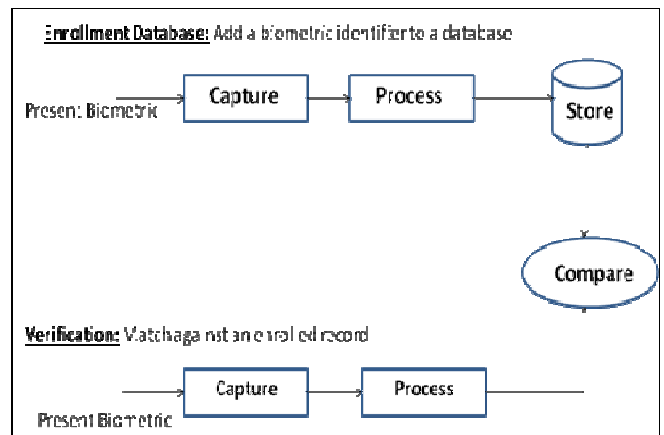 Enrollment Database: Add a biometric identifier to a database
Capture
Process
Present Biometric
Store
Compare
Verification: Match against an enrolled record
Capture
Process
Present Biometric